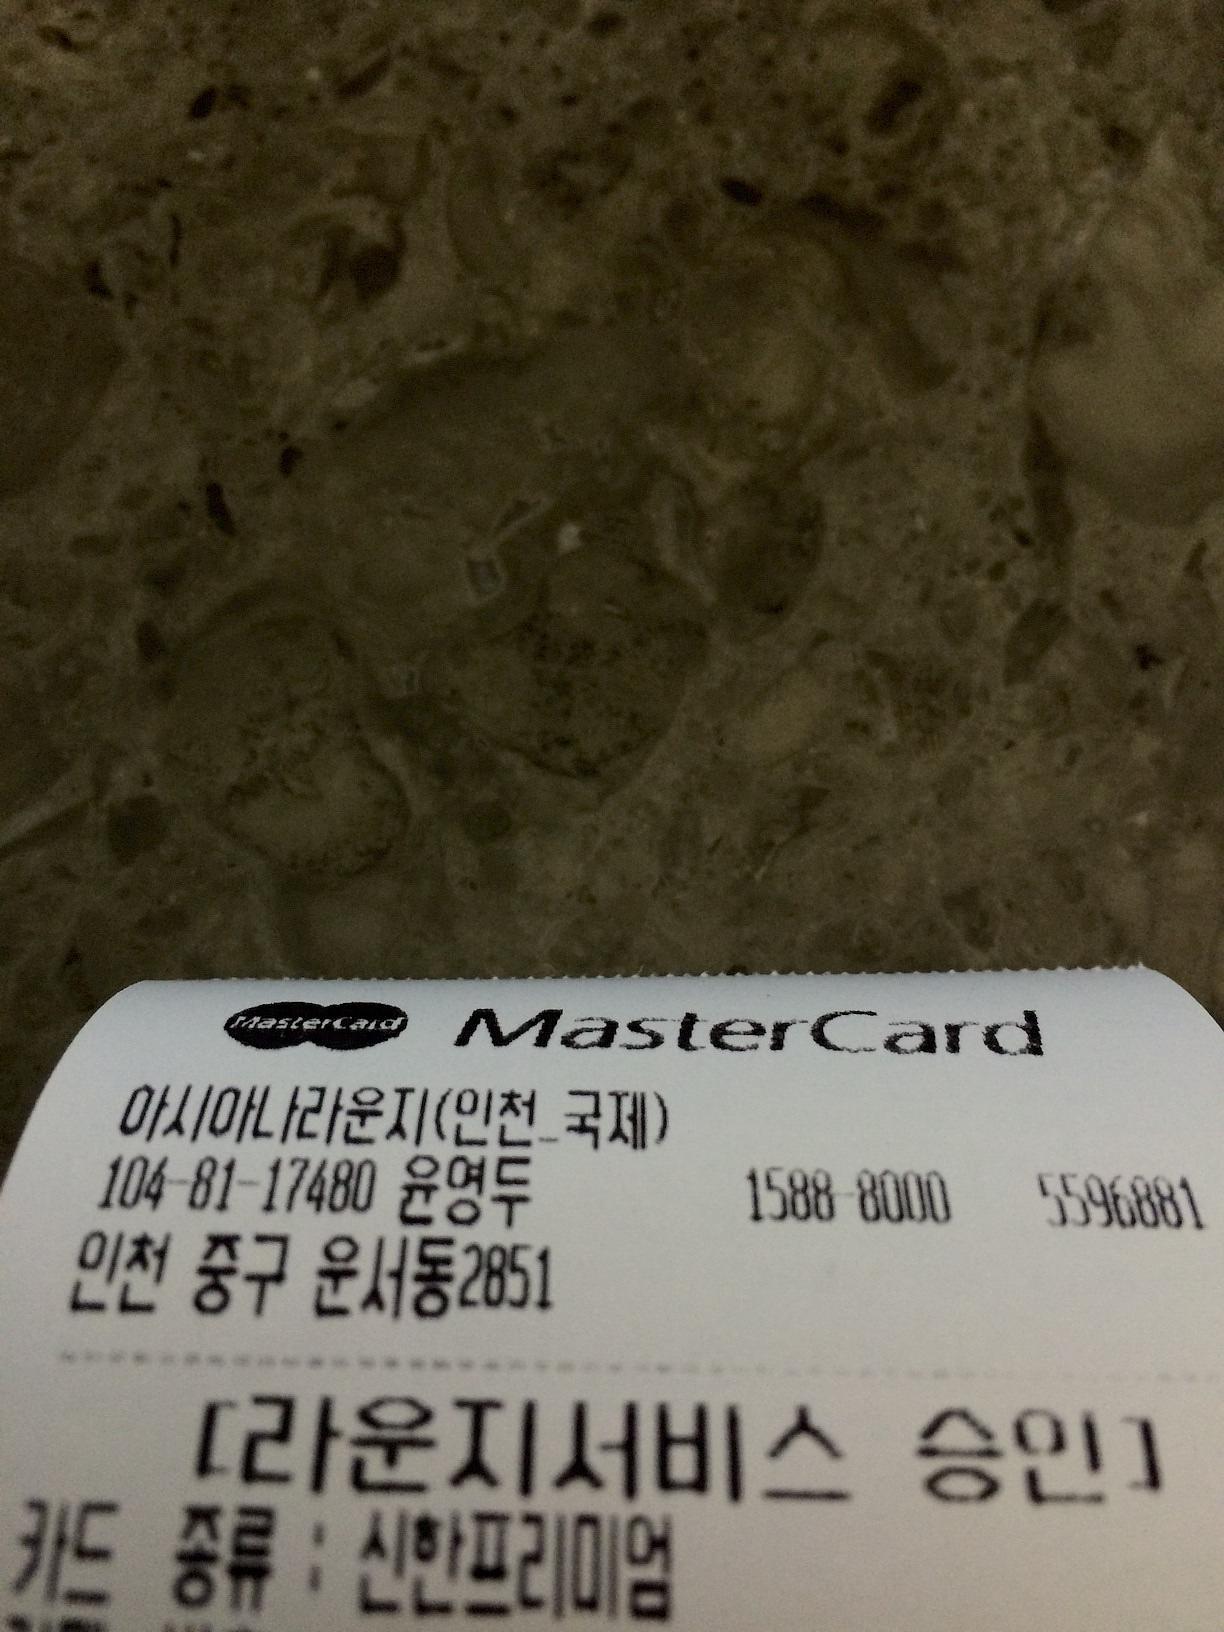 MasterCard MasterCard
아시아나라운지(인천_국제)
104-81-17480 윤영두 1588-8000 5596881
인천 중구 운서동2851
[라운지서비스 승인]
카드 종류 : 신한프리미엄